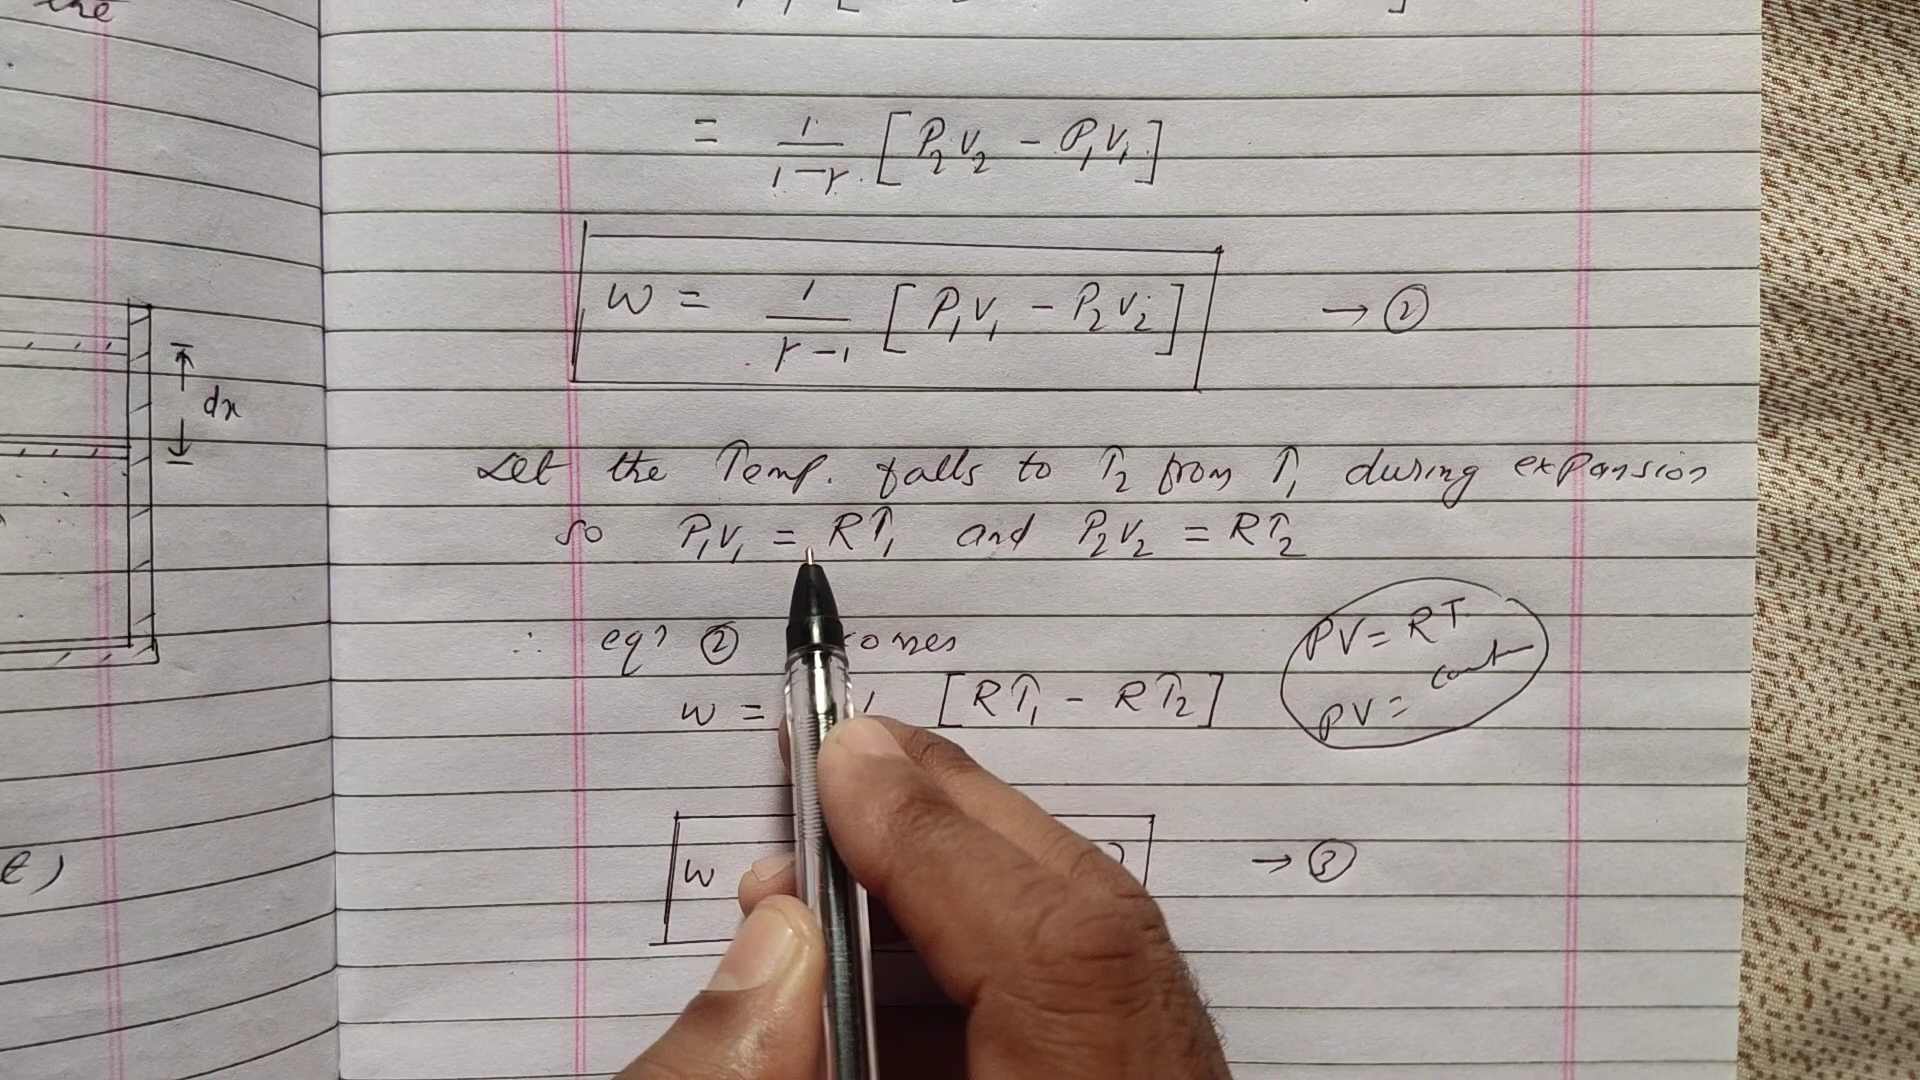 the
dx
t)
= 1/(1-γ) [P₂V₂ - P₁V₁]
W = 1/(γ-1) [P₁V₁ - P₂V₂] → ②
Let the Temp. falls to T₂ from T₁ during expansion
so P₁V₁ = RT₁ and P₂V₂ = RT₂
∴ eqn ②
W = 1 [RT₁ - RT₂]
PV = RT
PV = const
W → ③